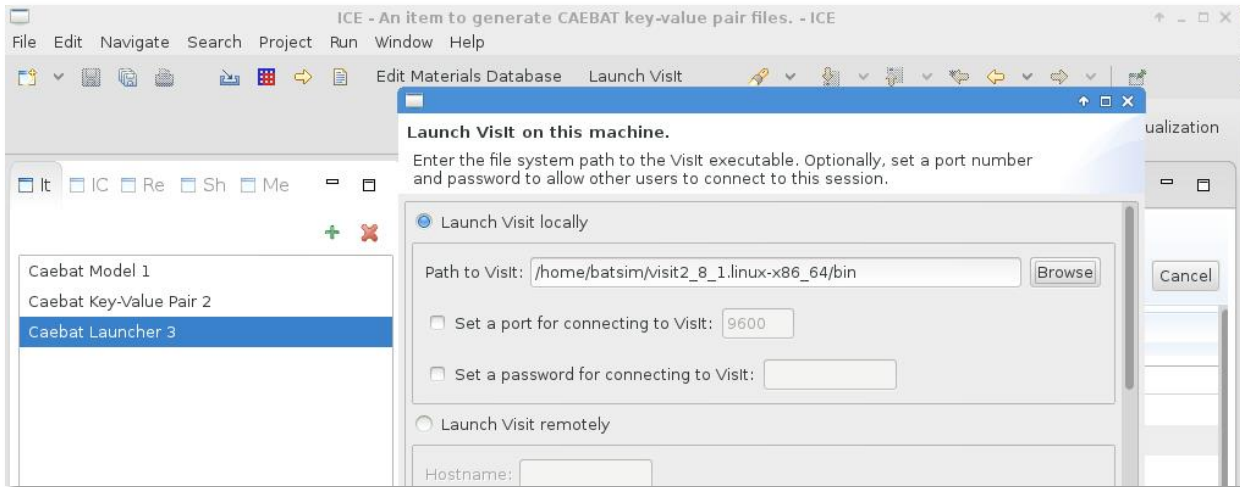 ICE - An item to generate CAEBAT key-value pair files. - ICE
File Edit Navigate Search Project Run Window Help
Edit Materials Database Launch VisIt
Launch VisIt on this machine.
ualization
Enter the file system path to the VisIt executable. Optionally, set a port number
and password to allow other users to connect to this session.
It IC Re Sh Me
Launch Visit locally
Caebat Model 1
Path to VisIt: /home/batsim/visit2_8_1.linux-x86_64/bin Browse
Cancel
Caebat Key-Value Pair 2
Caebat Launcher 3
Set a port for connecting to VisIt: 9600
Set a password for connecting to VisIt:
Launch Visit remotely
Hostname: